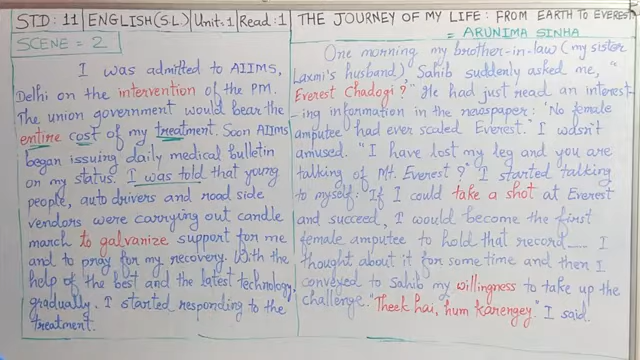 STD: 11 ENGLISH (S.L) Unit: 1 Read: 1 THE JOURNEY OF MY LIFE: FROM EARTH TO EVEREST
= ARUNIMA SINHA
SCENE = 2
I was admitted to AIIMS,
Delhi on the intervention of the PM.
The union government would bear the
entire cost of my treatment. Soon AIIMS
began issuing daily medical bulletin
on my status. I was told that young
people, auto drivers and road side
vendors were carrying out candle
march to galvanize support for me
and to pray for my recovery. With the
help of the best and the latest technology,
gradually. I started responding to the
treatment.
One morning my brother-in-law (my sister
Laxmi's husband), Sahib suddenly asked me, "
Everest Chadogi?" He had just read an interest-
-ing information in the newspaper: 'No female
amputee had ever scaled Everest.' I wasn't
amused. "I have lost my leg and you are
talking of Mt. Everest?" I started talking
to myself: 'If I could take a shot at Everest
and succeed, I would become the first
female amputee to hold that record..... I
thought about it for some time and then I
conveyed to Sahib my willingness to take up the
challenge. "Theek hai, hum karengey." I said.